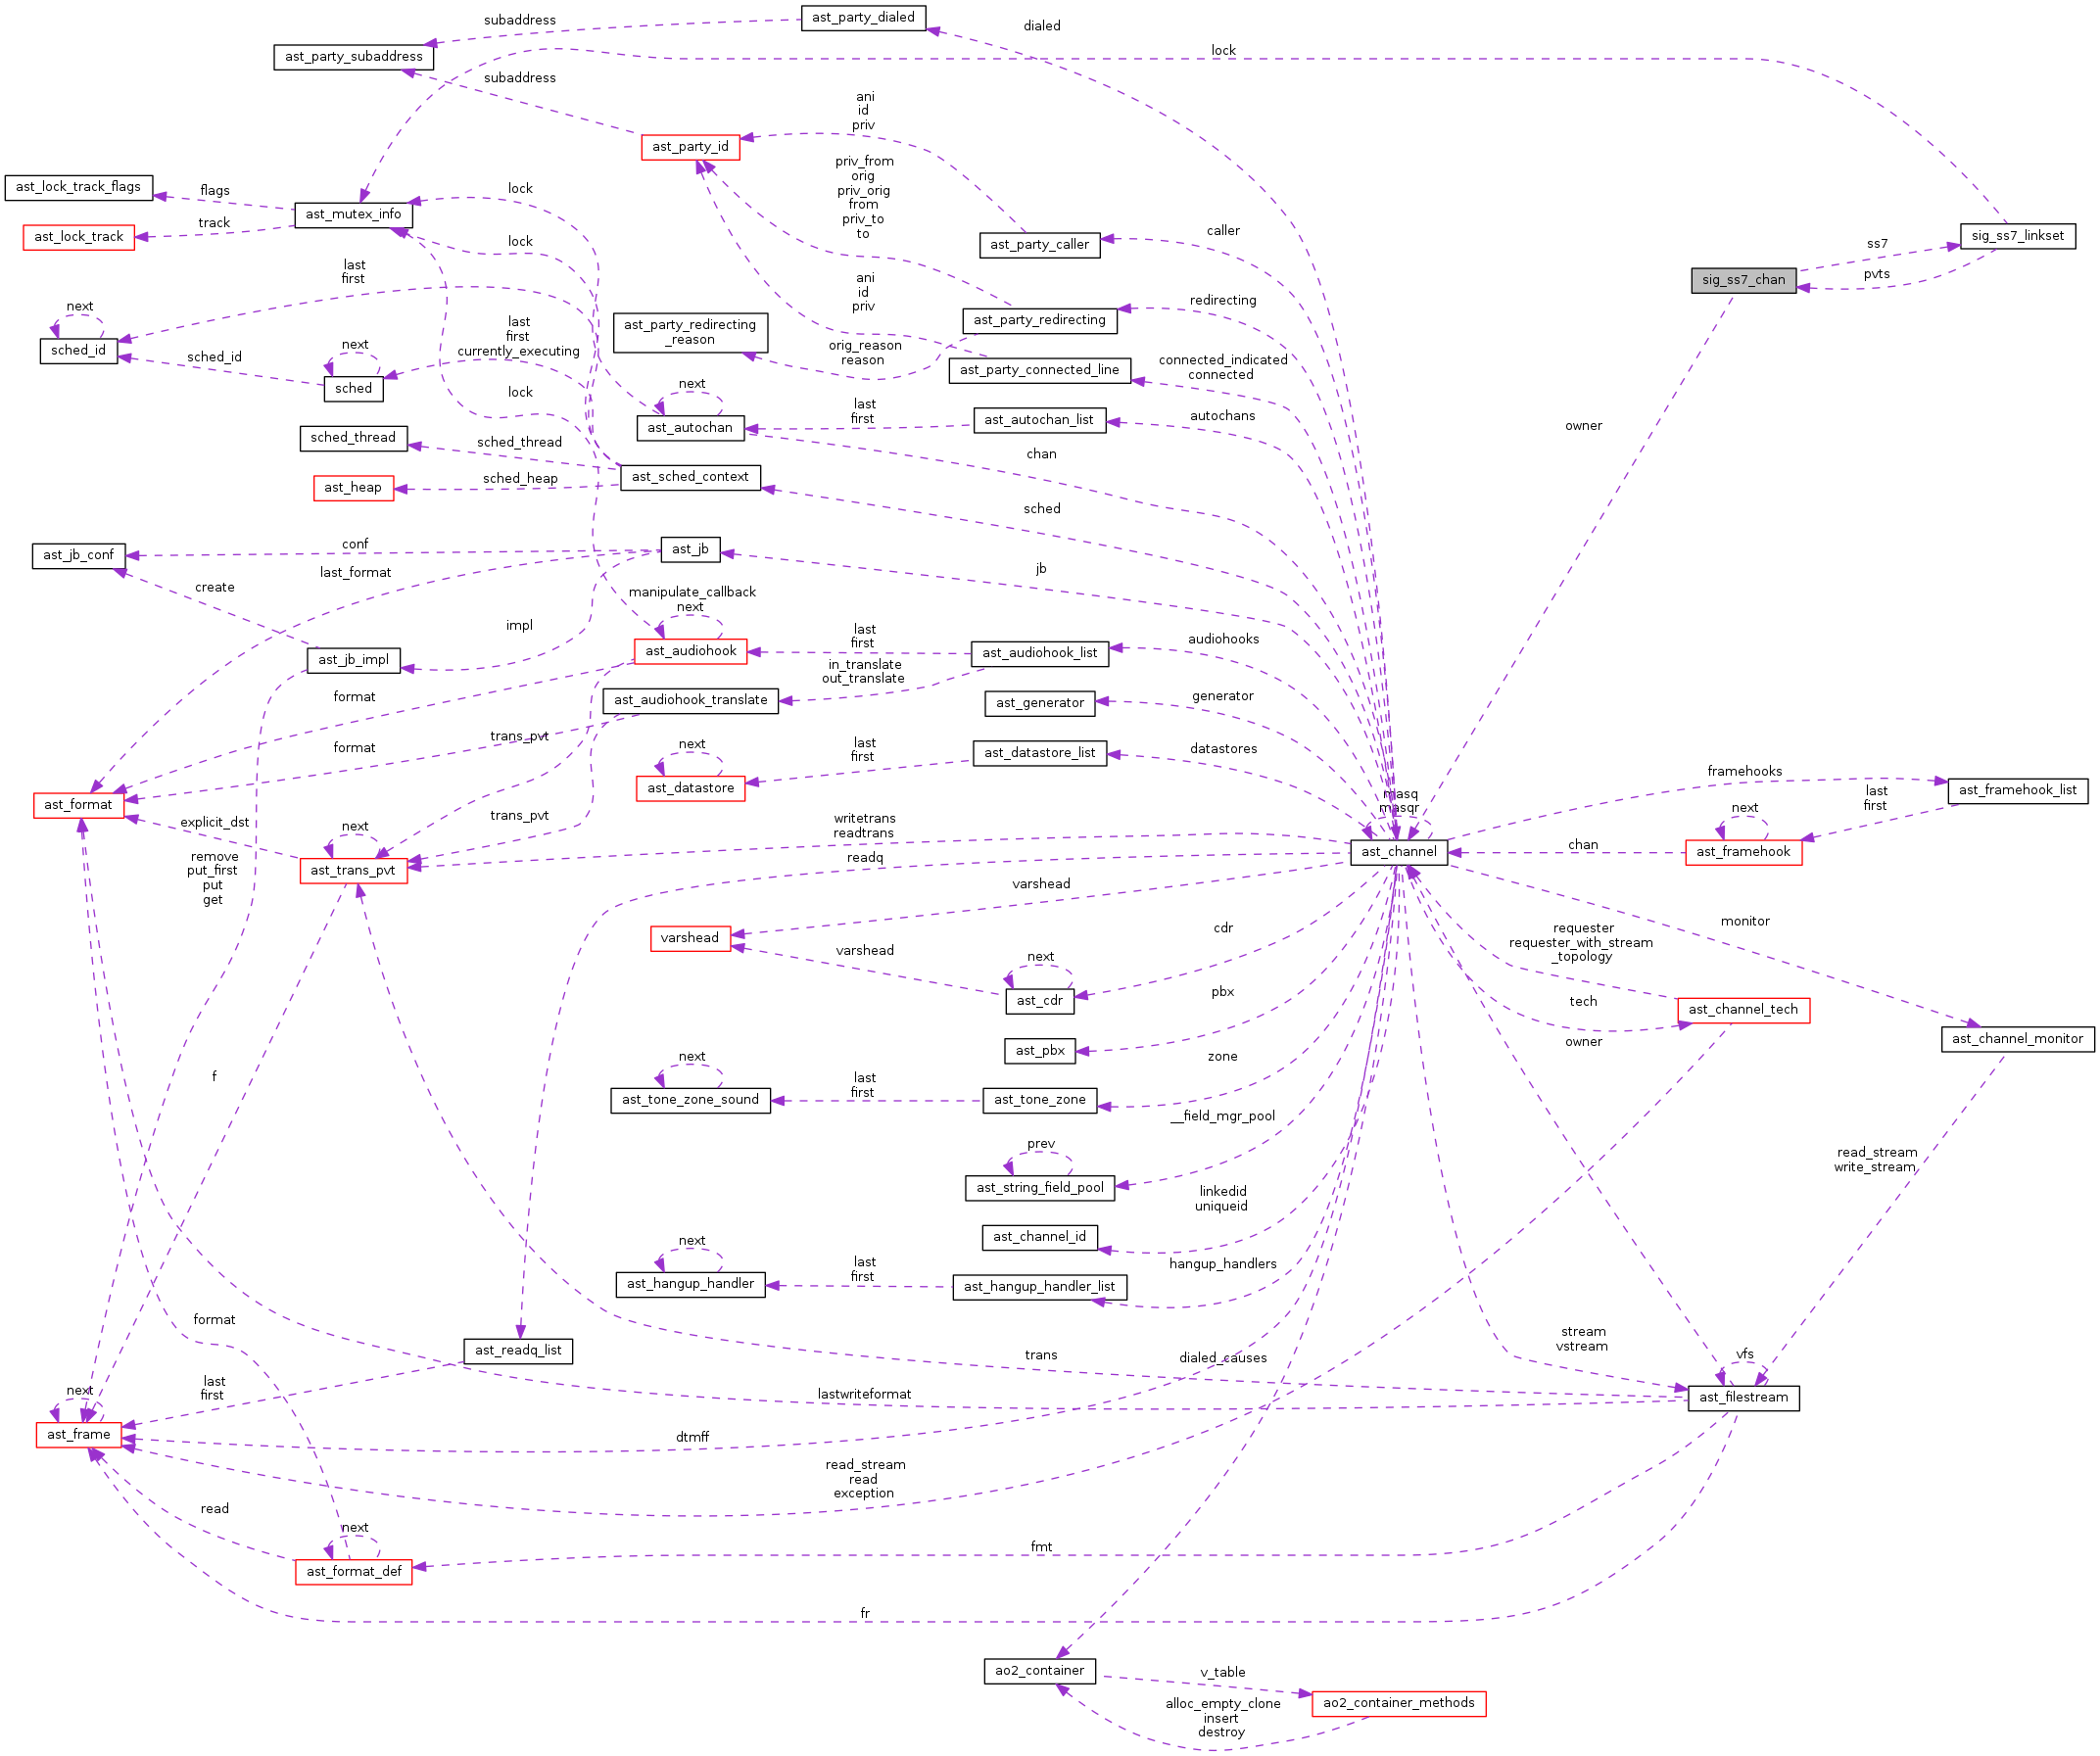 ast_party_dialed
subaddress
dialed
lock
ast_party_subaddress
subaddress
ani
id
priv
ast_party_id
priv_from
orig
priv_orig
from
priv_to
to
ast_lock_track_flags
flags
lock
ast_mutex_info
track
ast_lock_track
lock
caller
ast_party_caller
sig_ss7_linkset
ss7
pvts
sig_ss7_chan
last
first
ani
id
priv
next
sched_id
redirecting
ast_party_redirecting
ast_party_redirecting
_reason
last
first
currently_executing
orig_reason
reason
sched_id
next
sched
connected_indicated
connected
ast_party_connected_line
next
lock
last
first
autochans
ast_autochan_list
ast_autochan
owner
sched_thread
sched_thread
chan
ast_sched_context
ast_heap
sched_heap
sched
ast_jb_conf
conf
ast_jb
jb
last_format
create
manipulate_callback
next
impl
last
first
audiohooks
ast_audiohook_list
ast_audiohook
ast_jb_impl
in_translate
out_translate
format
ast_audiohook_translate
generator
ast_generator
trans_pvt
format
next
last
first
datastores
ast_datastore_list
framehooks
ast_framehook_list
ast_datastore
masq
masqr
last
first
ast_format
explicit_dst
next
trans_pvt
writetrans
readtrans
next
ast_channel
chan
ast_framehook
readq
remove
put_first
put
get
ast_trans_pvt
varshead
monitor
cdr
requester
requester_with_stream
_topology
varshead
varshead
next
ast_cdr
pbx
tech
ast_channel_tech
ast_pbx
owner
ast_channel_monitor
next
zone
f
last
first
ast_tone_zone_sound
ast_tone_zone
__field_mgr_pool
prev
read_stream
write_stream
ast_string_field_pool
linkedid
uniqueid
ast_channel_id
next
last
first
hangup_handlers
ast_hangup_handler
ast_hangup_handler_list
format
ast_readq_list
trans
dialed_causes
stream
vstream
vfs
next
last
first
lastwriteformat
ast_filestream
ast_frame
dtmff
read_stream
read
exception
read
next
fmt
ast_format_def
fr
ao2_container
v_table
ao2_container_methods
alloc_empty_clone
insert
destroy